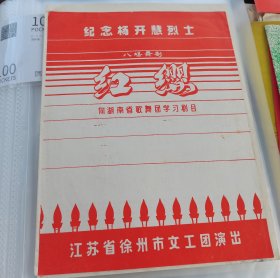 纪念杨开慧烈士
八场舞剧
红缨
向湖南省歌舞团学习剧目
江苏省徐州市文工团演出